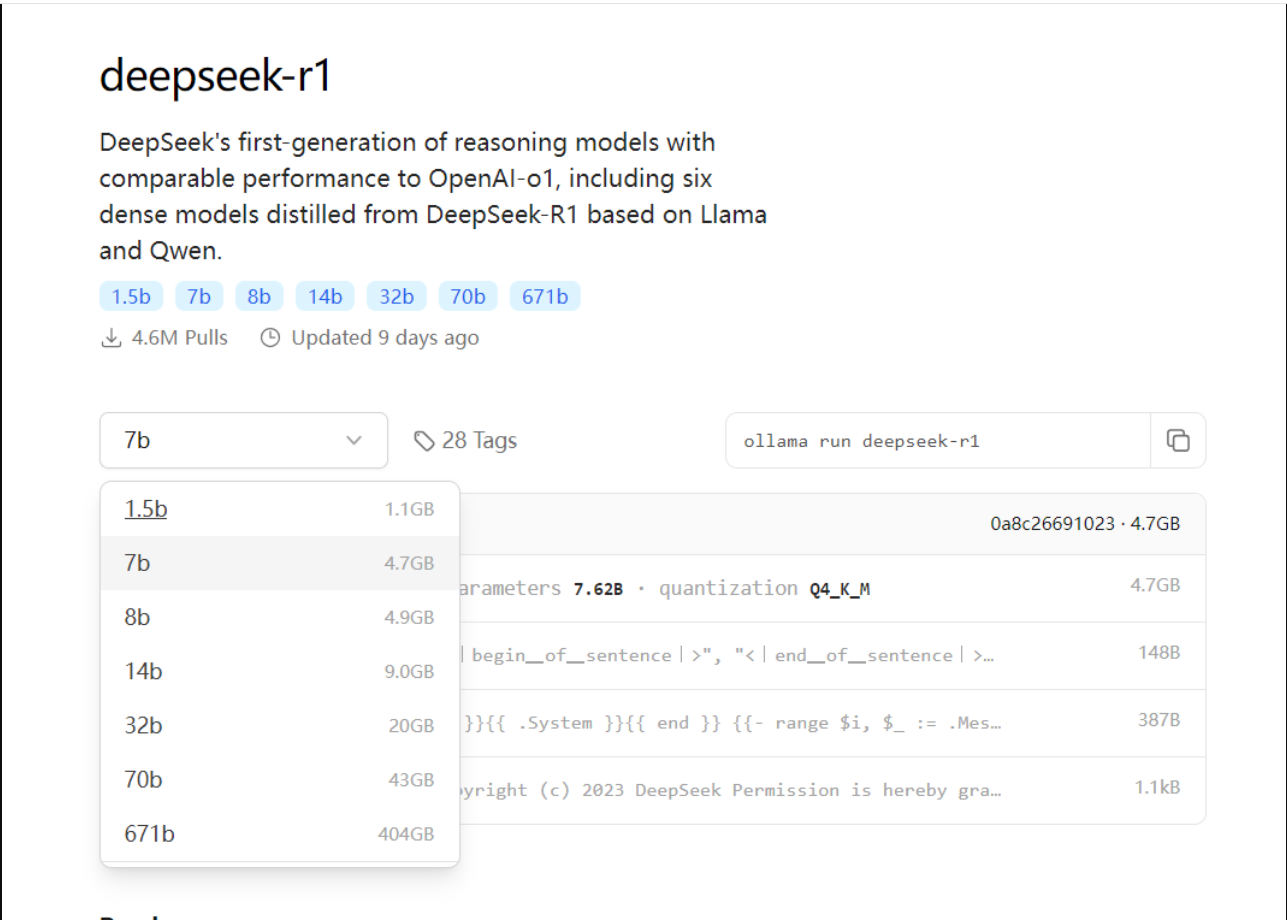 deepseek-r1
DeepSeek's first-generation of reasoning models with
comparable performance to OpenAI-o1, including six
dense models distilled from DeepSeek-R1 based on Llama
and Qwen.
1.5b 7b 8b 14b 32b 70b 671b
4.6M Pulls Updated 9 days ago
7b 28 Tags ollama run deepseek-r1
1.5b 1.1GB
0a8c26691023 · 4.7GB
7b 4.7GB
arameters 7.62B · quantization Q4_K_M 4.7GB
8b 4.9GB
|begin__of__sentence|>", "<|end__of__sentence|>… 148B
14b 9.0GB
32b 20GB
}}{{ .System }}{{ end }} {{- range $i, $_ := .Mes… 387B
70b 43GB
yright (c) 2023 DeepSeek Permission is hereby gra… 1.1kB
671b 404GB